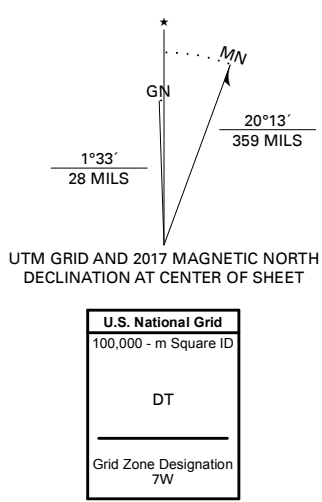 ★
MN
GN
20°13´
359 MILS
1°33´
28 MILS
UTM GRID AND 2017 MAGNETIC NORTH
DECLINATION AT CENTER OF SHEET
U.S. National Grid
100,000 - m Square ID
DT
Grid Zone Designation
7W